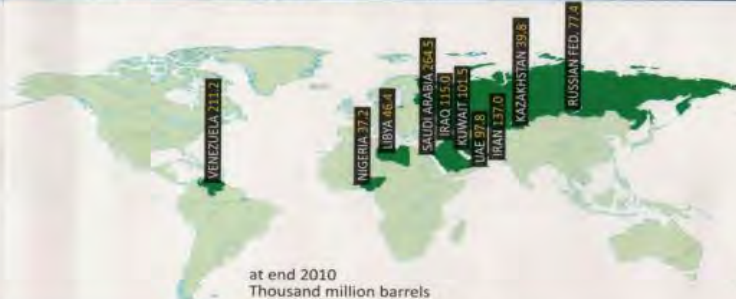 VENEZUELA 211.2
NIGERIA 37.2
LIBYA 46.4
SAUDI ARABIA 264.5
IRAQ 115.0
KUWAIT 101.5
UAE 97.8
IRAN 137.0
KAZAKHSTAN 39.8
RUSSIAN FED. 77.4
at end 2010
Thousand million barrels